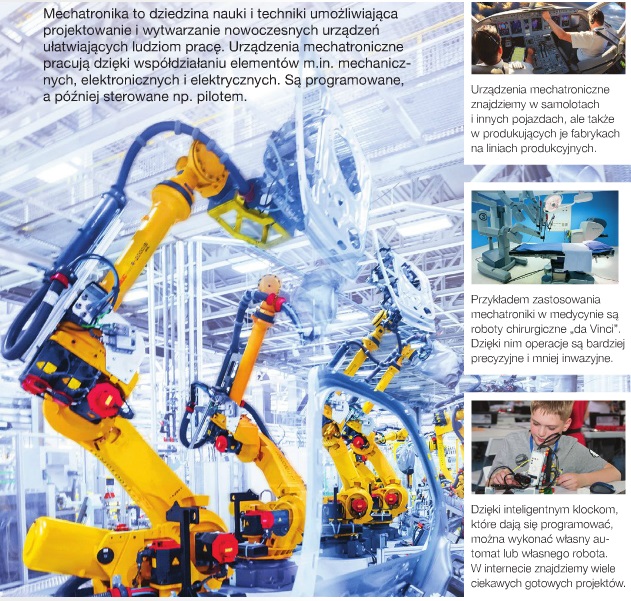 Mechatronika to dziedzina nauki i techniki umożliwiająca
projektowanie i wytwarzanie nowoczesnych urządzeń
ułatwiających ludziom pracę. Urządzenia mechatroniczne
pracują dzięki współdziałaniu elementów m.in. mechanicz-
nych, elektronicznych i elektrycznych. Są programowane,
a później sterowane np. pilotem.
Urządzenia mechatroniczne
znajdziemy w samolotach
i innych pojazdach, ale także
w produkujących je fabrykach
na liniach produkcyjnych.
Przykładem zastosowania
mechatroniki w medycynie są
roboty chirurgiczne „da Vinci”.
Dzięki nim operacje są bardziej
precyzyjne i mniej inwazyjne.
Dzięki inteligentnym klockom,
które dają się programować,
można wykonać własny au-
tomat lub własnego robota.
W internecie znajdziemy wiele
ciekawych gotowych projektów.